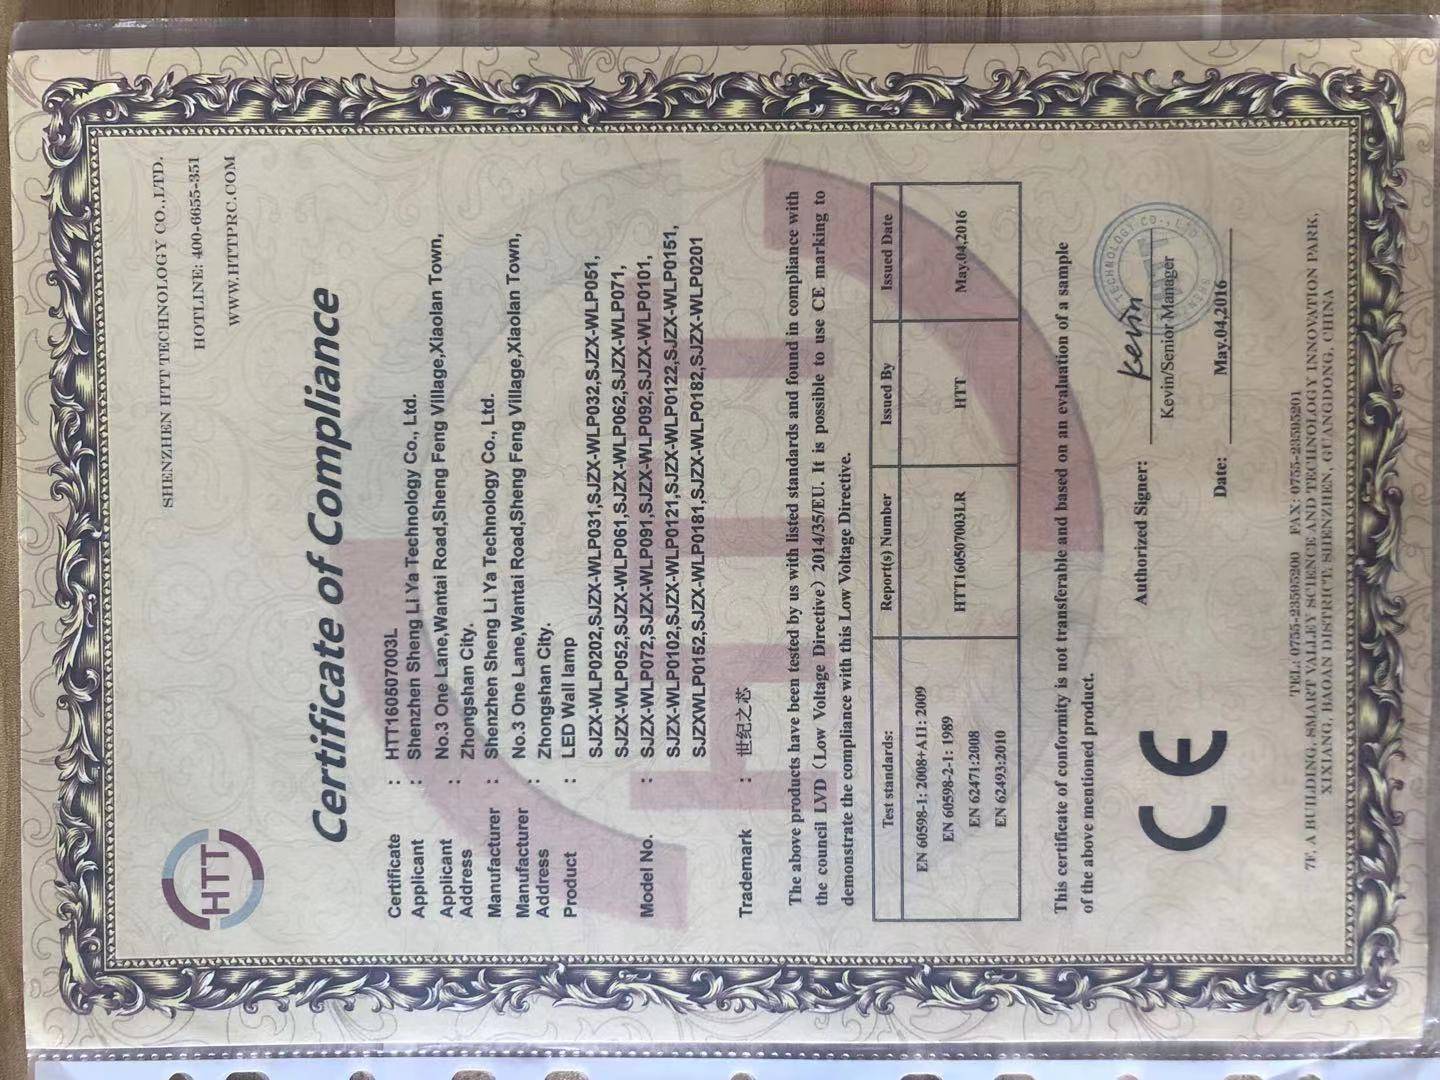 HTT
SHENZHEN HTT TECHNOLOGY CO.,LTD.
HOTLINE: 400-6655-351
WWW.HTTPRC.COM
Certificate of Compliance
Certificate : HTT160507003L
Applicant : Shenzhen Sheng Li Ya Technology Co., Ltd.
Applicant : No.3 One Lane,Wantai Road,Sheng Feng Village,Xiaolan Town,
Address Zhongshan City.
Manufacturer : Shenzhen Sheng Li Ya Technology Co., Ltd.
Manufacturer : No.3 One Lane,Wantai Road,Sheng Feng Village,Xiaolan Town,
Address Zhongshan City.
Product : LED Wall lamp
SJZX-WLP0202,SJZX-WLP031,SJZX-WLP032,SJZX-WLP051,
SJZX-WLP052,SJZX-WLP061,SJZX-WLP062,SJZX-WLP071,
Model No. : SJZX-WLP072,SJZX-WLP091,SJZX-WLP092,SJZX-WLP0101,
SJZX-WLP0102,SJZX-WLP0121,SJZX-WLP0122,SJZX-WLP0151,
SJZXWLP0152,SJZX-WLP0181,SJZX-WLP0182,SJZX-WLP0201
Trademark : 世纪之芯
The above products have been tested by us with listed standards and found in compliance with
the council LVD (Low Voltage Directive) 2014/35/EU. It is possible to use CE marking to
demonstrate the compliance with this Low Voltage Directive.
Test standards: Report(s) Number Issued By Issued Date
EN 60598-1: 2008+A11: 2009
EN 60598-2-1: 1989
HTT160507003LR HTT May.04,2016
EN 62471:2008
EN 62493:2010
This certificate of conformity is not transferable and based on an evaluation of a sample
of the above mentioned product.
CE
Authorized Signer: Kevin
Kevin/Senior Manager
Date: May.04,2016
TEL: 0755-23595200 FAX: 0755-23595201
7F, A BUILDING, SMART VALLEY SCIENCE AND TECHNOLOGY INNOVATION PARK,
XIXIANG, BAOAN DISTRICT, SHENZHEN, GUANGDONG, CHINA